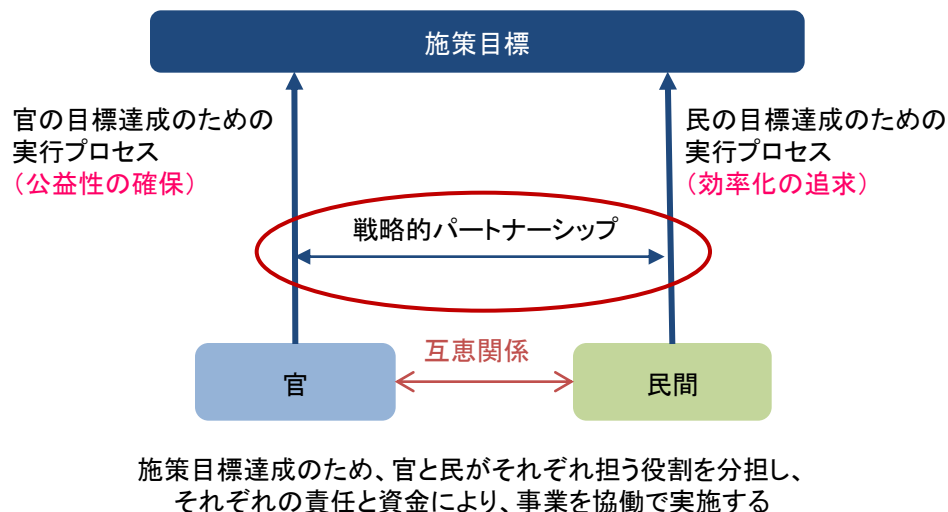 施策目標
官の目標達成のための
実行プロセス
（公益性の確保）
民の目標達成のための
実行プロセス
（効率化の追求）
戦略的パートナーシップ
互恵関係
官
民間
施策目標達成のため、官と民がそれぞれ担う役割を分担し、
それぞれの責任と資金により、事業を協働で実施する